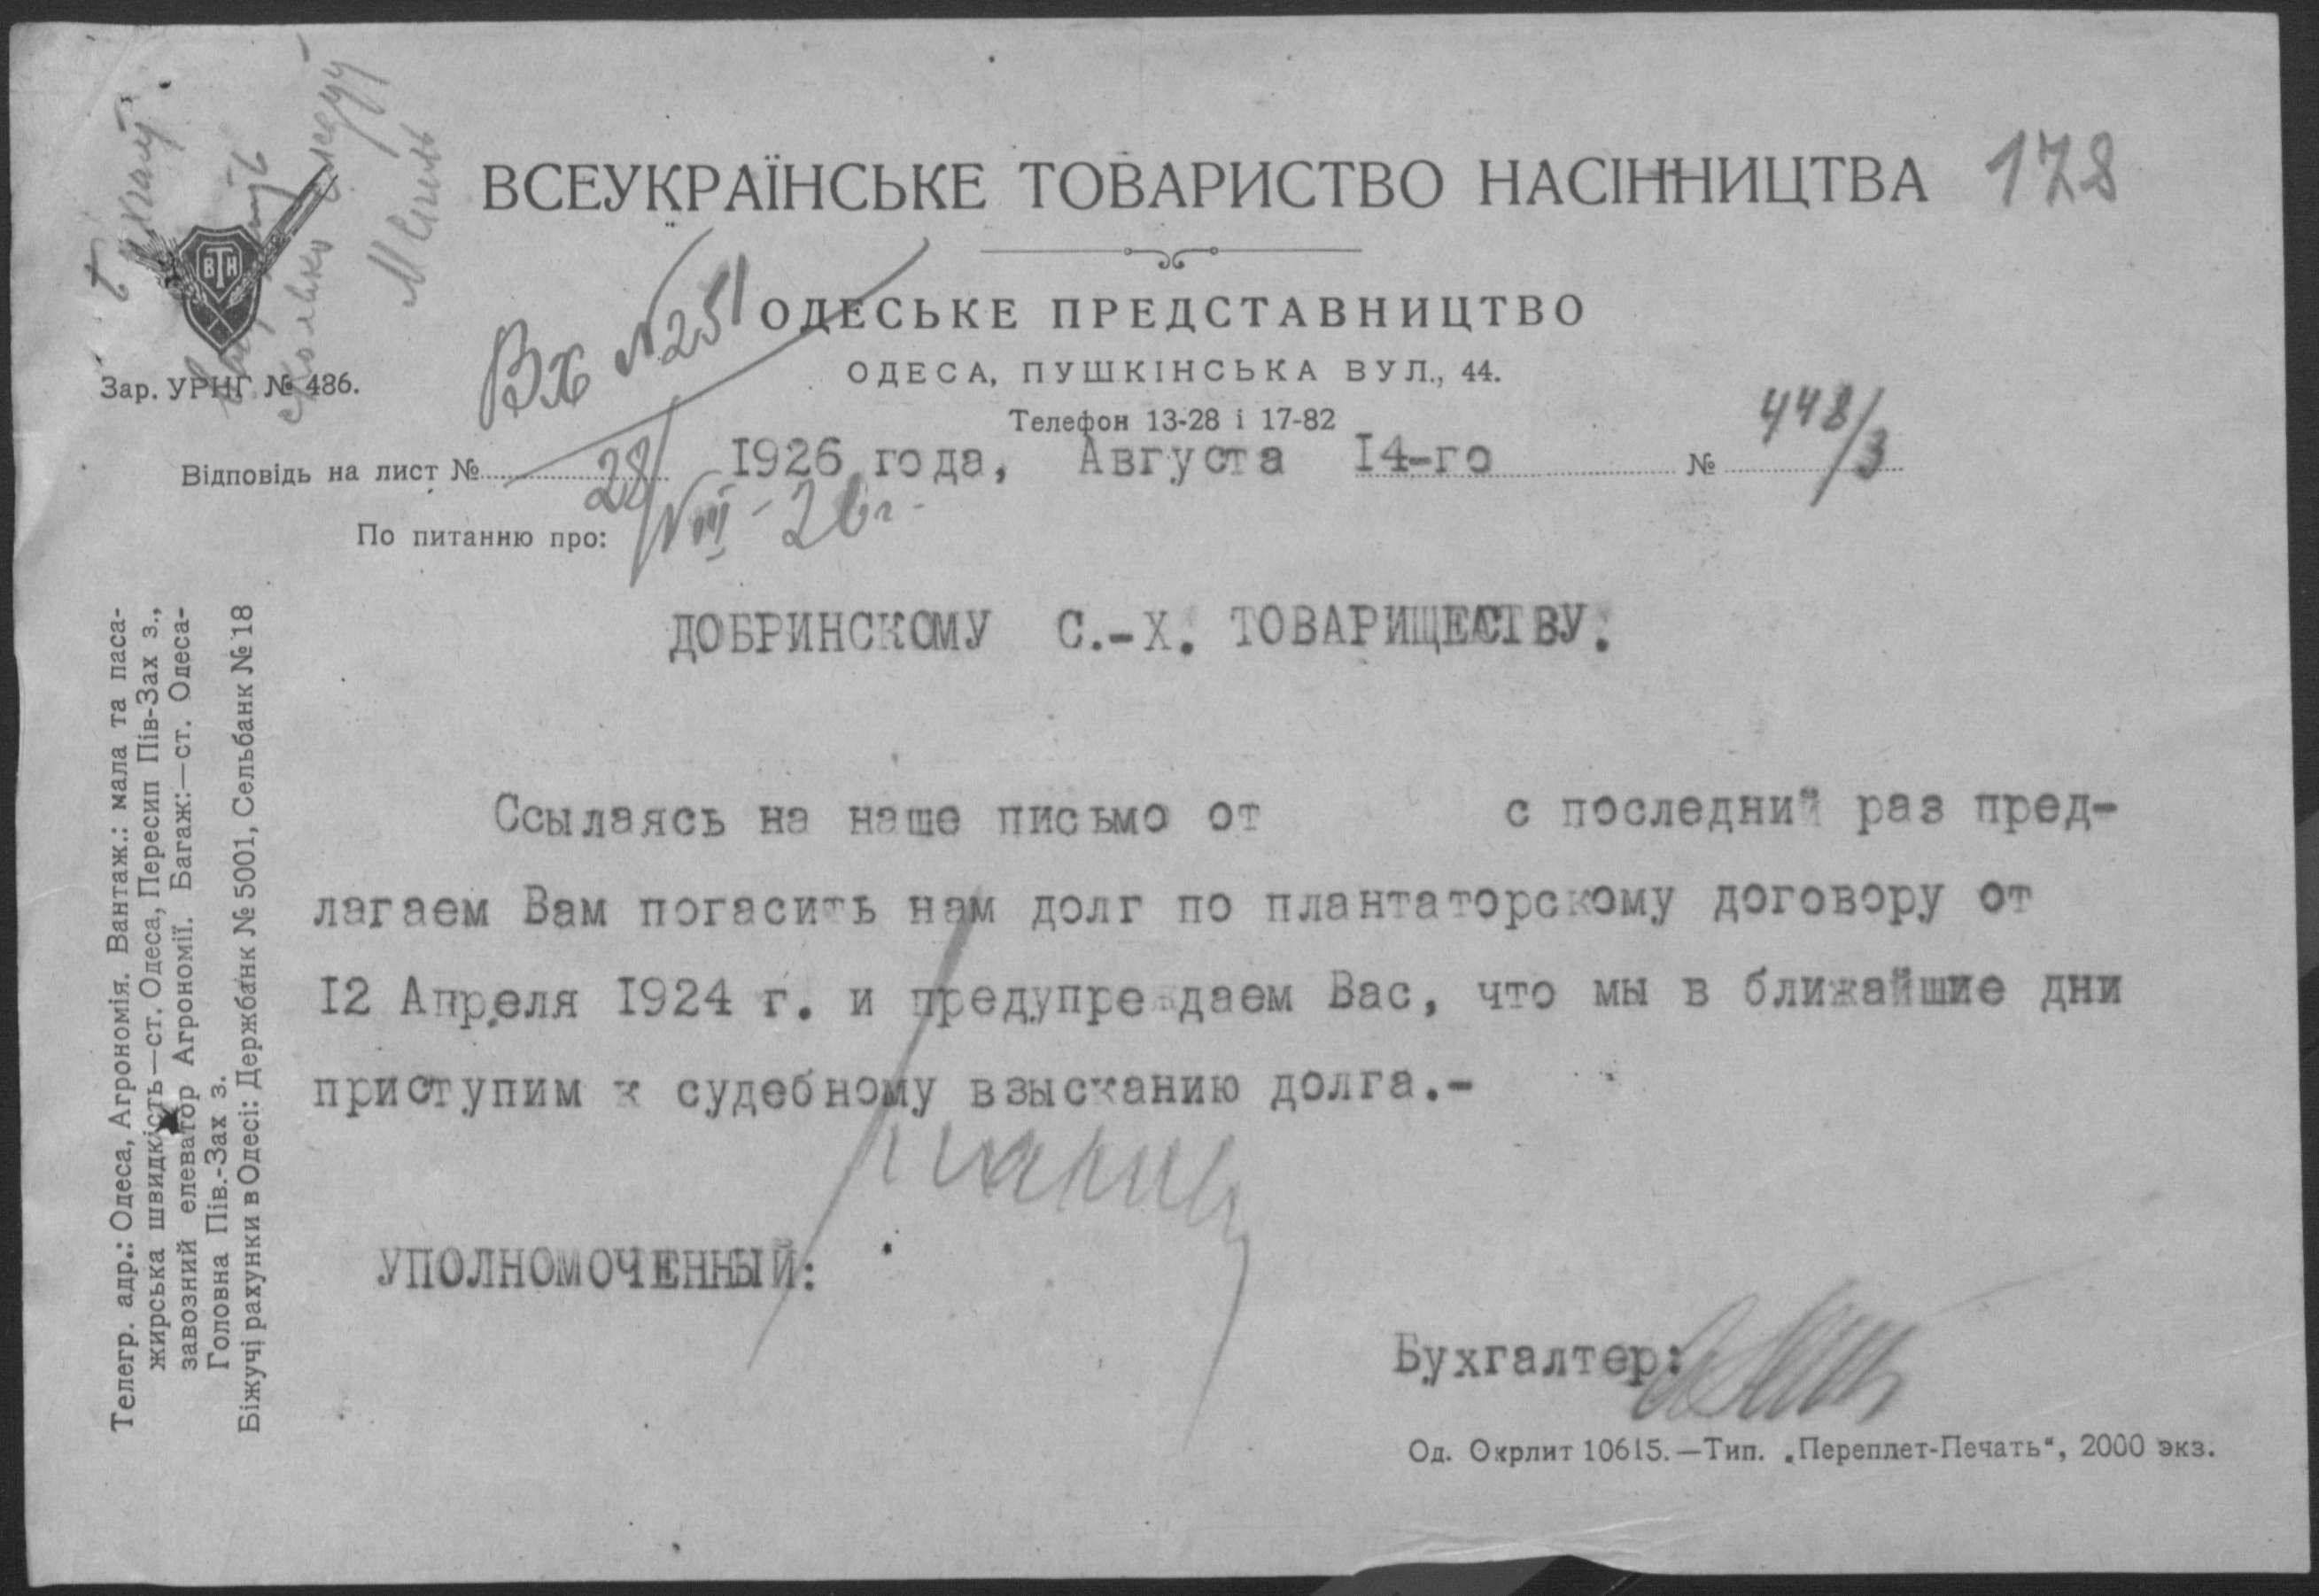 ВСЕУКРАЇНСЬКЕ ТОВАРИСТВО НАСІННИЦТВА
178
ВТН
ОДЕСЬКЕ ПРЕДСТАВНИЦТВО
ОДЕСА, ПУШКІНСЬКА ВУЛ., 44.
Телефон 13-28 і 17-82
Зар. УРНГ № 486.
Вх №251
28/VIII-26г.
Відповідь на лист № 1926 года, Августа 14-го № 448/3
По питанню про:
ДОБРИНСКОМУ С.-Х. ТОВАРИЩЕСТВУ.
Ссылаясь на наше письмо от с последний раз пред-
лагаем Вам погасить нам долг по плантаторскому договору от
12 Апреля 1924 г. и предупреждаем Вас, что мы в ближайшие дни
приступим к судебному взысканию долга.-
УПОЛНОМОЧЕННЫЙ:
Бухгалтер:
Од. Окрлит 10615.—Тип. „Переплет-Печать“, 2000 экз.
Телегр. адр.: Одеса, Агрономія. Вантаж.: мала та паса-
жирська швидкість—ст. Одеса, Пересип Пів-Зах з.,
завозний елеватор Агрономії. Багаж:—ст. Одеса-
Головна Пів.-Зах з.
Біжучі рахунки в Одесі: Держбанк № 5001, Сельбанк № 18